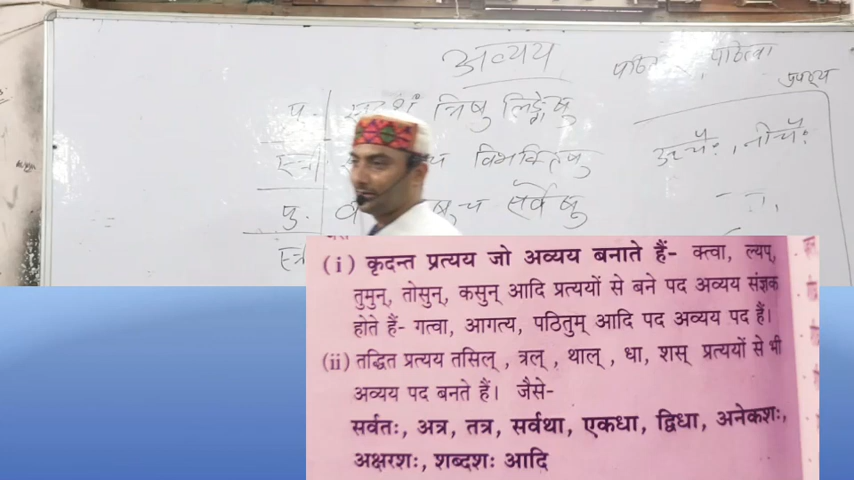 अव्यय
पठित्वा
प. सदृशं त्रिषु लिङ्गेषु
स्त्री विभक्तिषु
उच्चैः, नीचैः
पु. षु च सर्वेषु
स्त्री
(i) कृदन्त प्रत्यय जो अव्यय बनाते हैं- क्त्वा, ल्यप्,
तुमुन्, तोसुन्, कसुन् आदि प्रत्ययों से बने पद अव्यय संज्ञक
होते हैं- गत्वा, आगत्य, पठितुम् आदि पद अव्यय पद हैं।
(ii) तद्धित प्रत्यय तसिल् , त्रल् , थाल् , धा, शस् प्रत्ययों से भी
अव्यय पद बनते हैं। जैसे-
सर्वतः, अत्र, तत्र, सर्वथा, एकधा, द्विधा, अनेकशः,
अक्षरशः, शब्दशः आदि